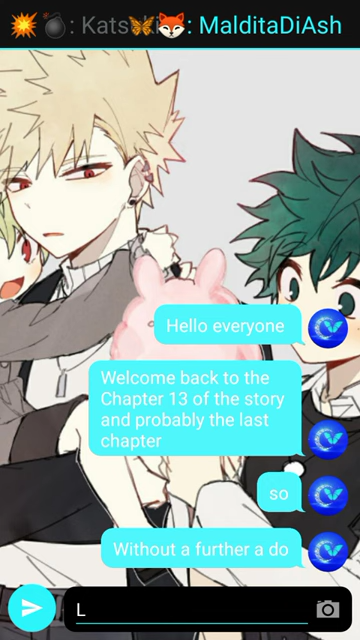 💥💣: Kats🦋🦊: MalditaDiAsh
Hello everyone
Welcome back to the
Chapter 13 of the story
and probably the last
chapter
so
Without a further a do
L